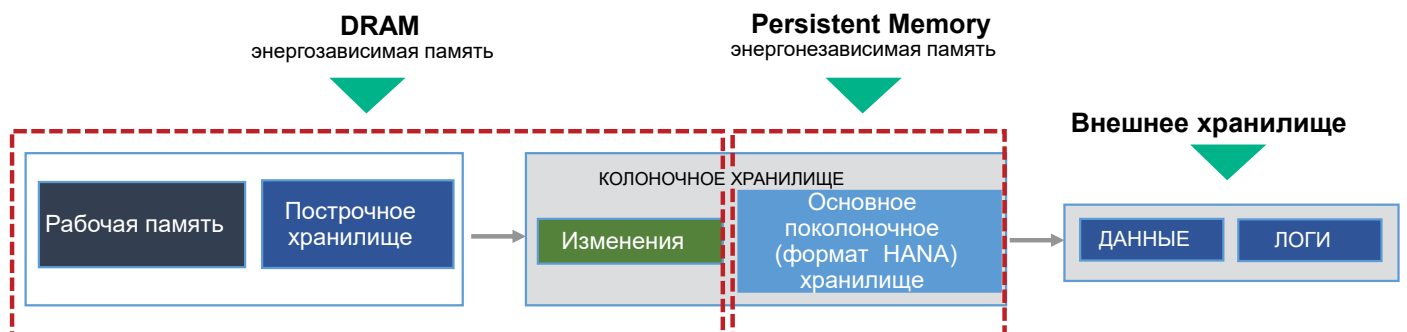 DRAM
энергозависимая память
Persistent Memory
энергонезависимая память
Внешнее хранилище
Рабочая память
Построчное
хранилище
КОЛОНОЧНОЕ ХРАНИЛИЩЕ
Изменения
Основное
поколоночное
(формат HANA)
хранилище
ДАННЫЕ
ЛОГИ